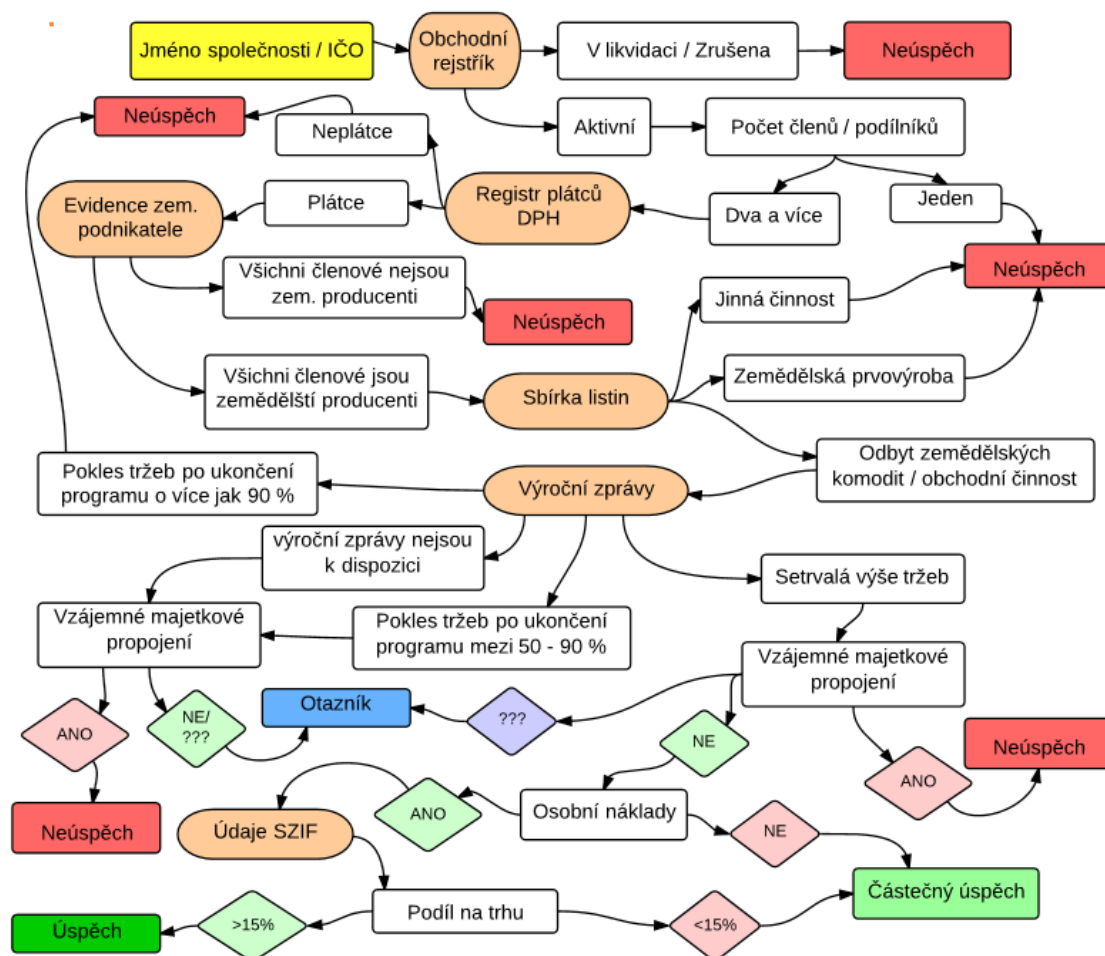 Jméno společnosti / IČO
Obchodní
rejstřík
V likvidaci / Zrušena
Neúspěch
Neúspěch
Neplátce
Aktivní
Počet členů / podílníků
Evidence zem.
podnikatele
Plátce
Registr plátců
DPH
Dva a více
Jeden
Všichni členové nejsou
zem. producenti
Neúspěch
Jinná činnost
Neúspěch
Všichni členové jsou
zemědělští producenti
Sbírka listin
Zemědělská prvovýroba
Pokles tržeb po ukončení
programu o více jak 90 %
Výroční zprávy
Odbyt zemědělských
komodit / obchodní činnost
výroční zprávy nejsou
k dispozici
Setrvalá výše tržeb
Vzájemné majetkové
propojení
Pokles tržeb po ukončení
programu mezi 50 - 90 %
Vzájemné majetkové
propojení
ANO
NE/
???
Otazník
???
NE
ANO
Neúspěch
Neúspěch
Údaje SZIF
ANO
Osobní náklady
NE
Částečný úspěch
Úspěch
>15%
Podíl na trhu
<15%